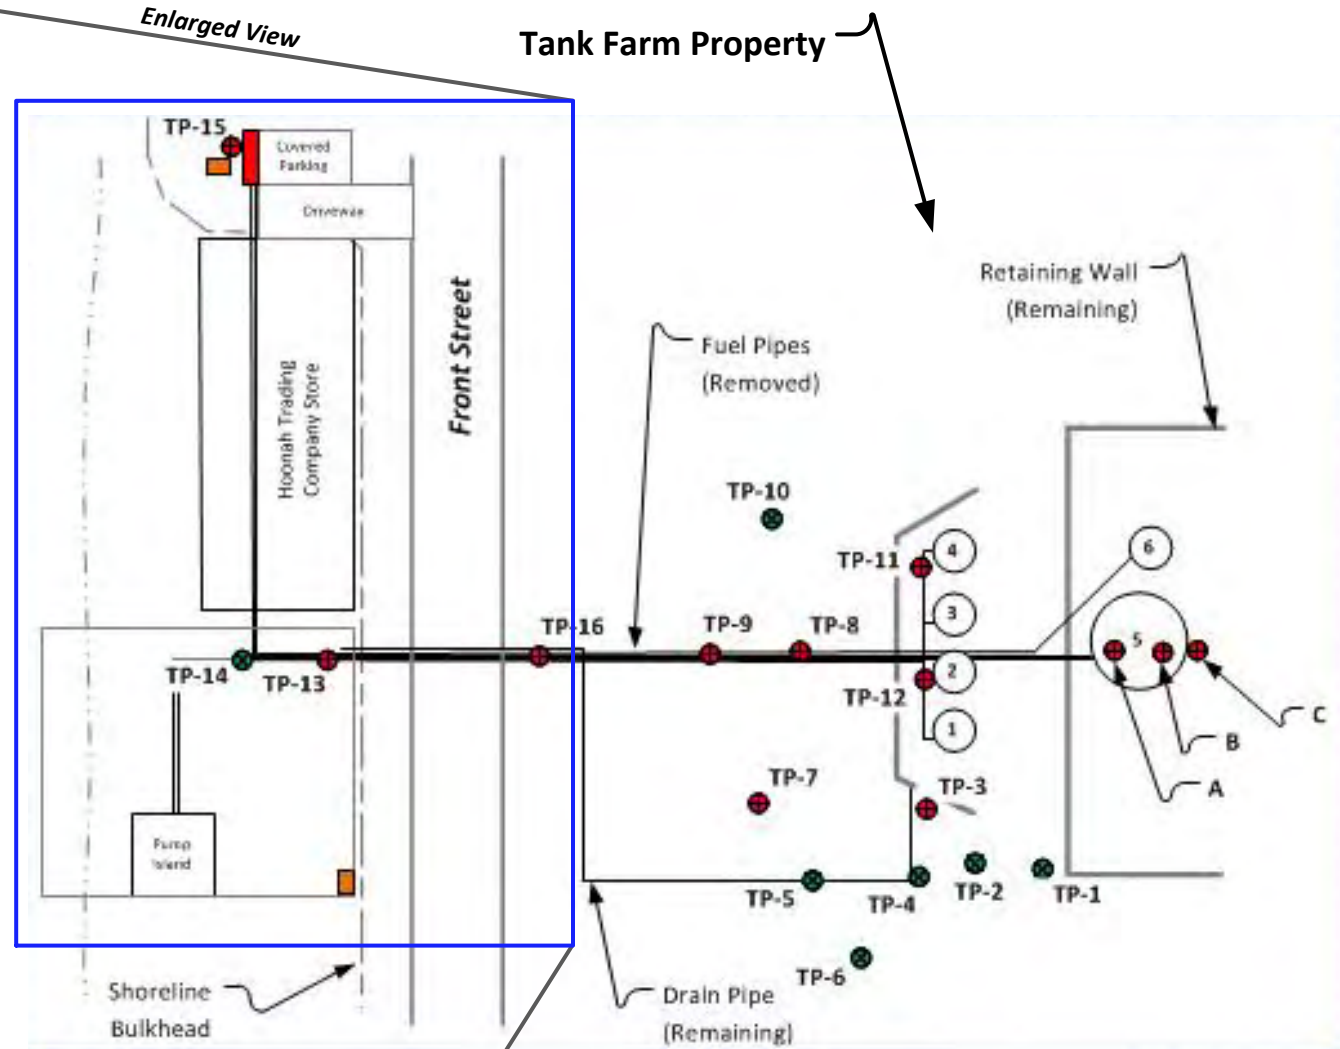 Enlarged View
Tank Farm Property
TP-15
Covered
Parking
Driveway
Retaining Wall
(Remaining)
Front Street
Fuel Pipes
(Removed)
Hoonah Trading
Company Store
TP-10
TP-11
4
6
3
TP-16
TP-9
TP-8
5
TP-14
TP-13
2
TP-12
C
1
B
TP-7
TP-3
A
Pump
Island
TP-5
TP-4
TP-2
TP-1
TP-6
Shoreline
Bulkhead
Drain Pipe
(Remaining)